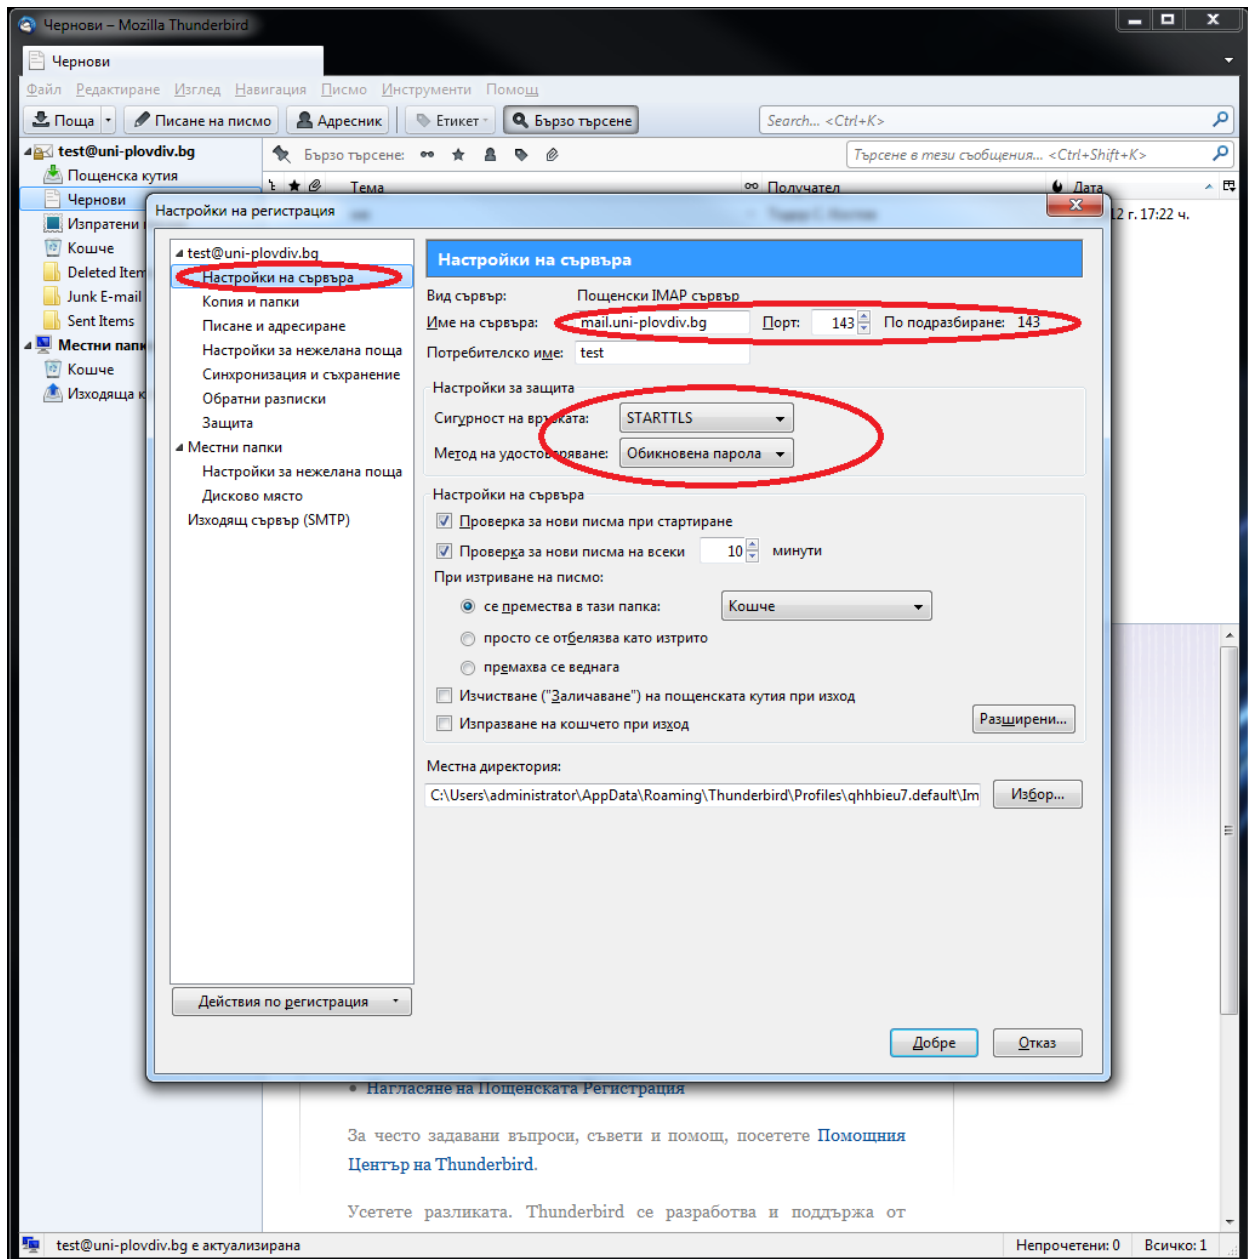 Чернови – Mozilla Thunderbird
Чернови
Файл Редактиране Изглед Навигация Писмо Инструменти Помощ
Поща Писане на писмо Адресник Етикет Бързо търсене Search... <Ctrl+K>
test@uni-plovdiv.bg
Бързо търсене: Търсене в тези съобщения... <Ctrl+Shift+K>
Пощенска кутия
Тема Получател Дата
Чернови
Изпратени
12 г. 17:22 ч.
Кошче
Deleted Item
Junk E-mail
Sent Items
Местни папки
Кошче
Изходяща к
Настройки на регистрация
test@uni-plovdiv.bg
Настройки на сървъра
Копия и папки
Писане и адресиране
Настройки за нежелана поща
Синхронизация и съхранение
Обратни разписки
Защита
Местни папки
Настройки за нежелана поща
Дисково място
Изходящ сървър (SMTP)
Действия по регистрация
Настройки на сървъра
Вид сървър: Пощенски IMAP сървър
Име на сървъра: mail.uni-plovdiv.bg Порт: 143 По подразбиране: 143
Потребителско име: test
Настройки за защита
Сигурност на връзката: STARTTLS
Метод на удостоверяване: Обикновена парола
Настройки на сървъра
Проверка за нови писма при стартиране
Проверка за нови писма на всеки 10 минути
При изтриване на писмо:
се премества в тази папка: Кошче
просто се отбелязва като изтрито
премахва се веднага
Изчистване ("Заличаване") на пощенската кутия при изход
Изпразване на кошчето при изход
Разширени...
Местна директория:
C:\Users\administrator\AppData\Roaming\Thunderbird\Profiles\qhhbieu7.default\Im Избор...
Добре Отказ
Нагласяне на Пощенската Регистрация
За често задавани въпроси, съвети и помощ, посетете Помощния
Център на Thunderbird.
Усетете разликата. Thunderbird се разработва и поддържа от
test@uni-plovdiv.bg е актуализирана Непрочетени: 0 Всичко: 1